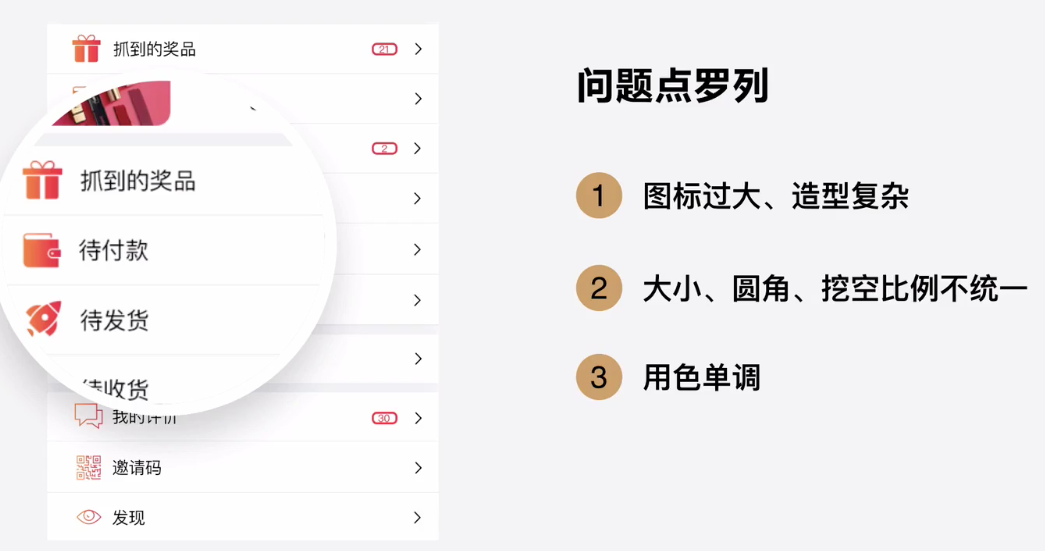 抓到的奖品
21
2
抓到的奖品
待付款
待发货
待收货
我的评价
30
邀请码
发现
问题点罗列
1 图标过大、造型复杂
2 大小、圆角、挖空比例不统一
3 用色单调